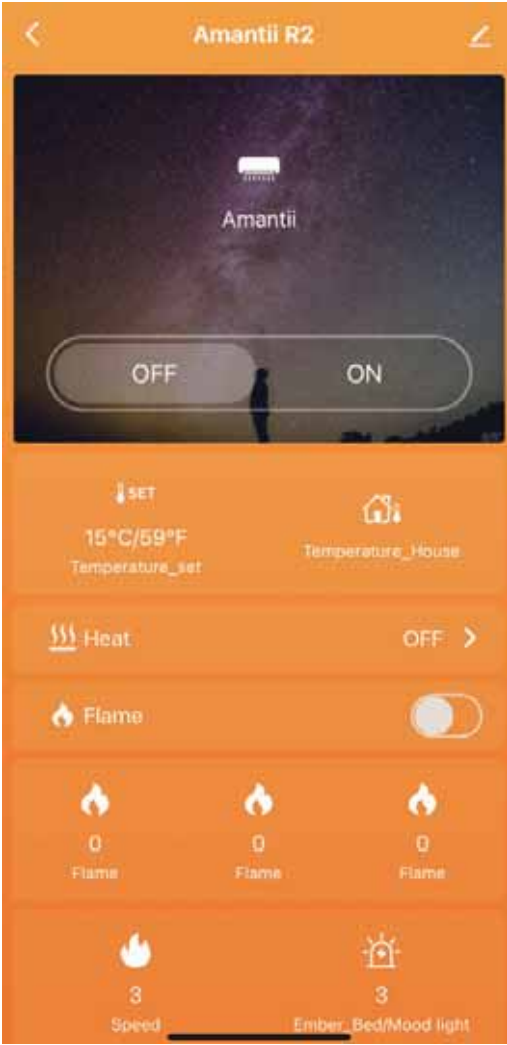 Amantii R2
Amantii
OFF ON
SET
15°C/59°F
Temperature_set
Temperature_House
Heat OFF
Flame
0 0 0
Flame Flame Flame
3 3
Speed Ember_Bed/Mood light